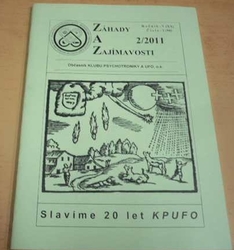 ZÁHADY
A 2/2011
ZAJÍMAVOSTI
Občasník KLUBU PSYCHOTRONIKY A UFO, o.s.
Slavíme 20 let KPUFO